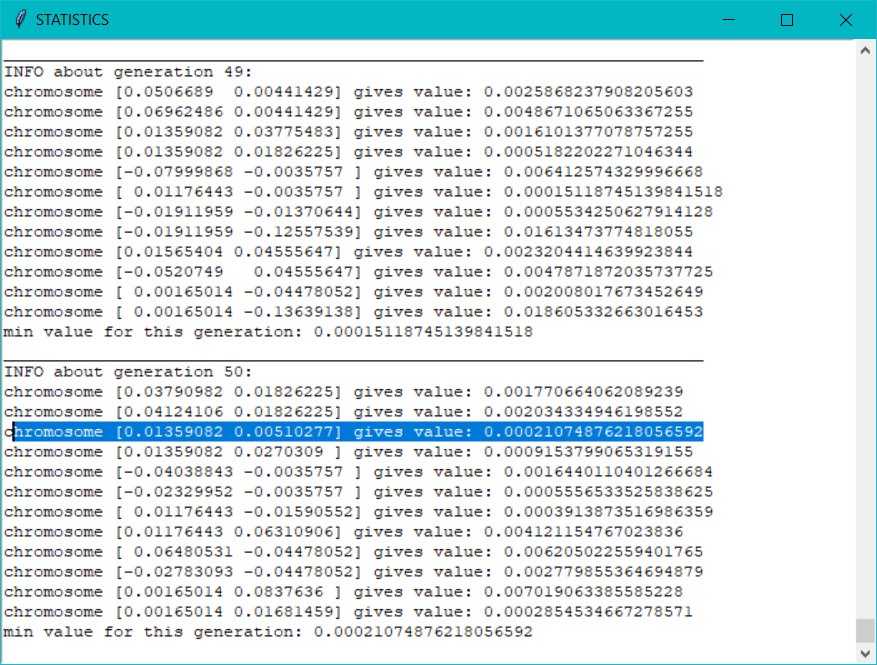 STATISTICS
INFO about generation 49:
chromosome [0.0506689  0.00441429] gives value: 0.0025868237908205603
chromosome [0.06962486 0.00441429] gives value: 0.0048671065063367255
chromosome [0.01359082 0.03775483] gives value: 0.0016101377078757255
chromosome [0.01359082 0.01826225] gives value: 0.0005182202271046344
chromosome [-0.07999868 -0.0035757 ] gives value: 0.006412574329996668
chromosome [ 0.01176443 -0.0035757 ] gives value: 0.00015118745139841518
chromosome [-0.01911959 -0.01370644] gives value: 0.0005534250627914128
chromosome [-0.01911959 -0.12557539] gives value: 0.01613473774818055
chromosome [0.01565404 0.04555647] gives value: 0.0023204414639923844
chromosome [-0.0520749   0.04555647] gives value: 0.0047871872035737725
chromosome [ 0.00165014 -0.04478052] gives value: 0.002008017673452649
chromosome [ 0.00165014 -0.13639138] gives value: 0.018605332663016453
min value for this generation: 0.00015118745139841518
INFO about generation 50:
chromosome [0.03790982 0.01826225] gives value: 0.001770664062089239
chromosome [0.04124106 0.01826225] gives value: 0.002034334946198552
chromosome [0.01359082 0.00510277] gives value: 0.00021074876218056592
chromosome [0.01359082 0.0270309 ] gives value: 0.0009153799065319155
chromosome [-0.04038843 -0.0035757 ] gives value: 0.0016440110401266684
chromosome [-0.02329952 -0.0035757 ] gives value: 0.0005556533525838625
chromosome [ 0.01176443 -0.01590552] gives value: 0.0003913873516986359
chromosome [0.01176443 0.06310906] gives value: 0.004121154767023836
chromosome [ 0.06480531 -0.04478052] gives value: 0.006205022559401765
chromosome [-0.02783093 -0.04478052] gives value: 0.002779855364694879
chromosome [0.00165014 0.0837636 ] gives value: 0.007019063385585228
chromosome [0.00165014 0.01681459] gives value: 0.0002854534667278571
min value for this generation: 0.00021074876218056592